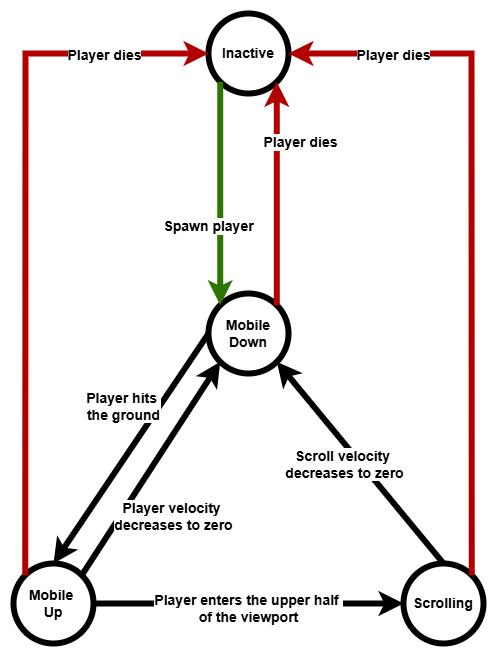 Player dies
Inactive
Player dies
Player dies
Spawn player
Mobile
Down
Player hits
the ground
Scroll velocity
decreases to zero
Player velocity
decreases to zero
Mobile
Up
Player enters the upper half
of the viewport
Scrolling